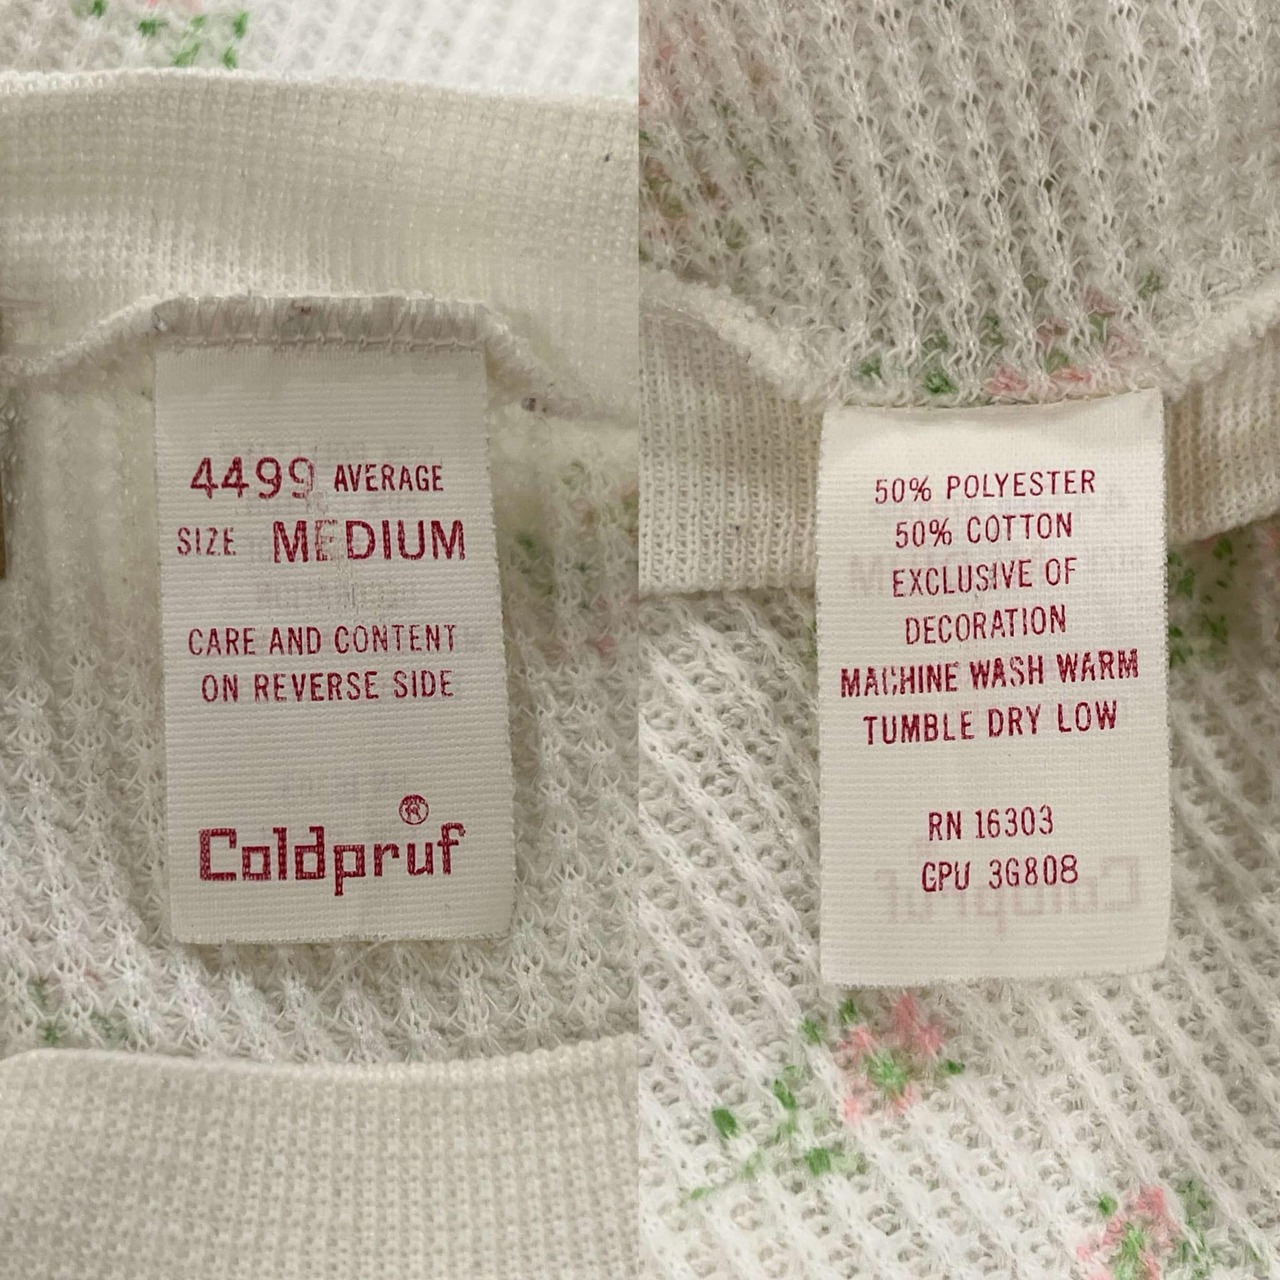 4499 AVERAGE
SIZE MEDIUM
CARE AND CONTENT
ON REVERSE SIDE
Coldpruf®
50% POLYESTER
50% COTTON
EXCLUSIVE OF
DECORATION
MACHINE WASH WARM
TUMBLE DRY LOW
RN 16303
GPU 3G808